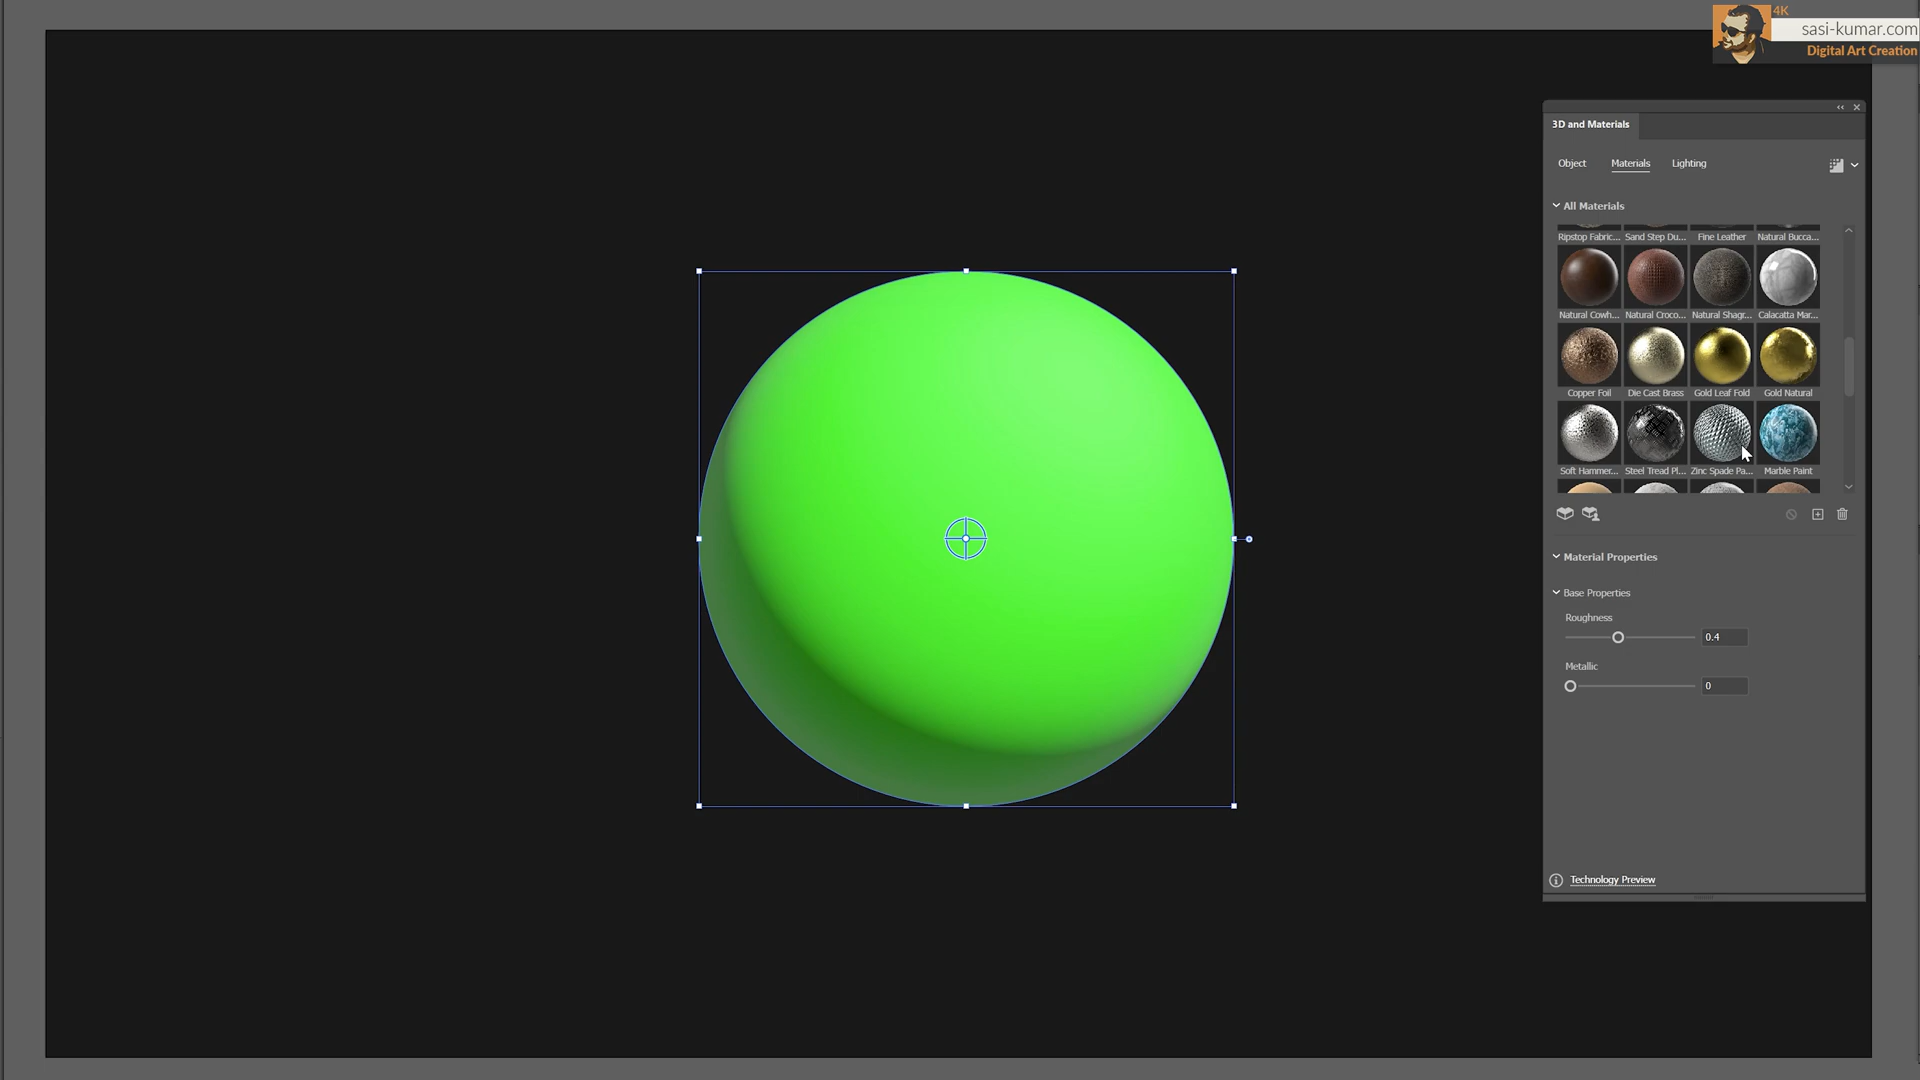 4K
sasi-kumar.com
Digital Art Creation
3D and Materials
Object Materials Lighting
All Materials
Ripstop Fabric... Sand Step Du... Fine Leather Natural Bucca...
Natural Cowh... Natural Croco... Natural Shagr... Calacatta Mar...
Copper Foil Die Cast Brass Gold Leaf Fold Gold Natural
Soft Hammer... Steel Tread Pl... Zinc Spade Pa... Marble Paint
Material Properties
Base Properties
Roughness
0.4
Metallic
0
Technology Preview